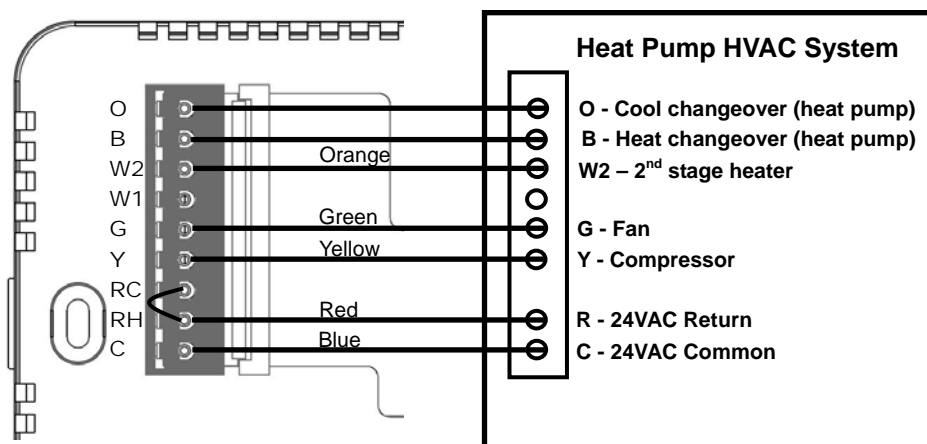 Heat Pump HVAC System
O
O - Cool changeover (heat pump)
B
B - Heat changeover (heat pump)
W2
Orange
W2 – 2nd stage heater
W1
G
Green
G - Fan
Y
Yellow
Y - Compressor
RC
RH
Red
R - 24VAC Return
C
Blue
C - 24VAC Common